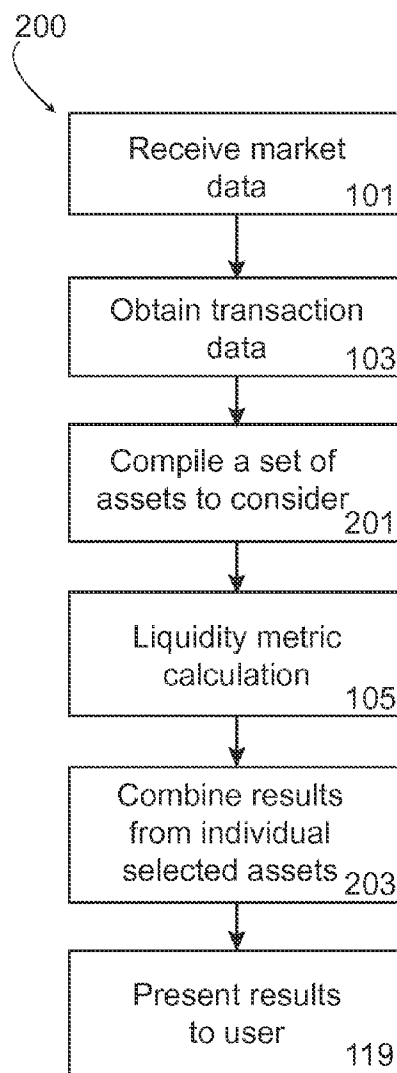 200
Receive market
data
101
Obtain transaction
data
103
Compile a set of
assets to consider
201
Liquidity metric
calculation
105
Combine results
from individual
selected assets
203
Present results
to user
119